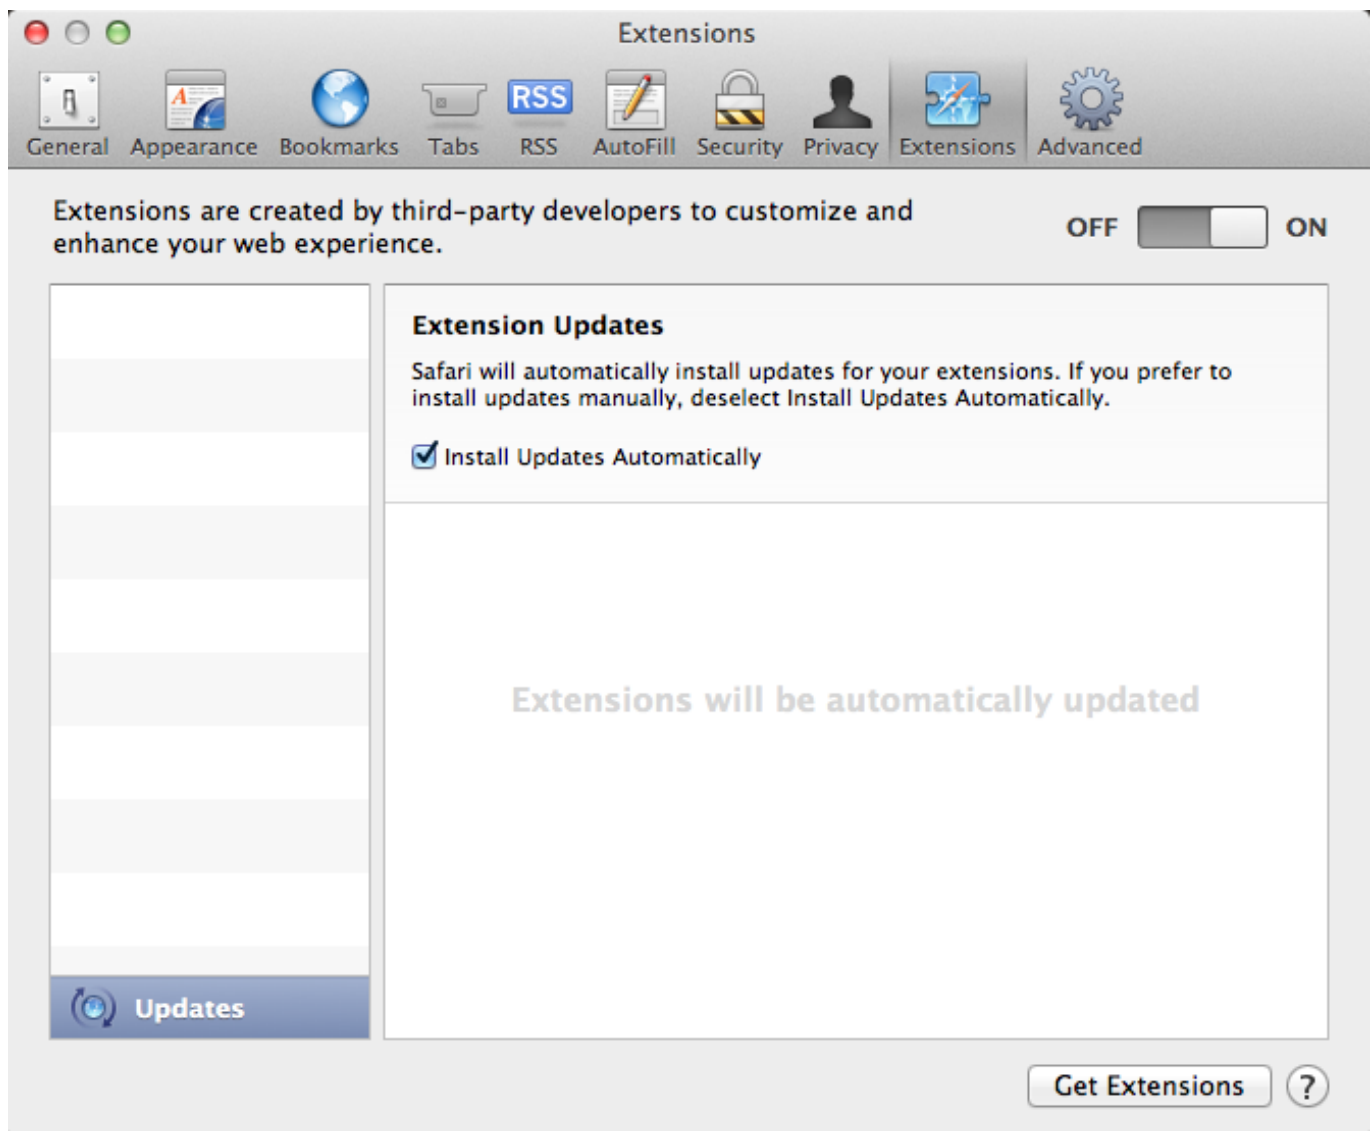 Extensions
RSS
General Appearance Bookmarks Tabs RSS AutoFill Security Privacy Extensions Advanced
Extensions are created by third-party developers to customize and
enhance your web experience.
OFF ON
Extension Updates
Safari will automatically install updates for your extensions. If you prefer to
install updates manually, deselect Install Updates Automatically.
Install Updates Automatically
Extensions will be automatically updated
Updates
Get Extensions ?